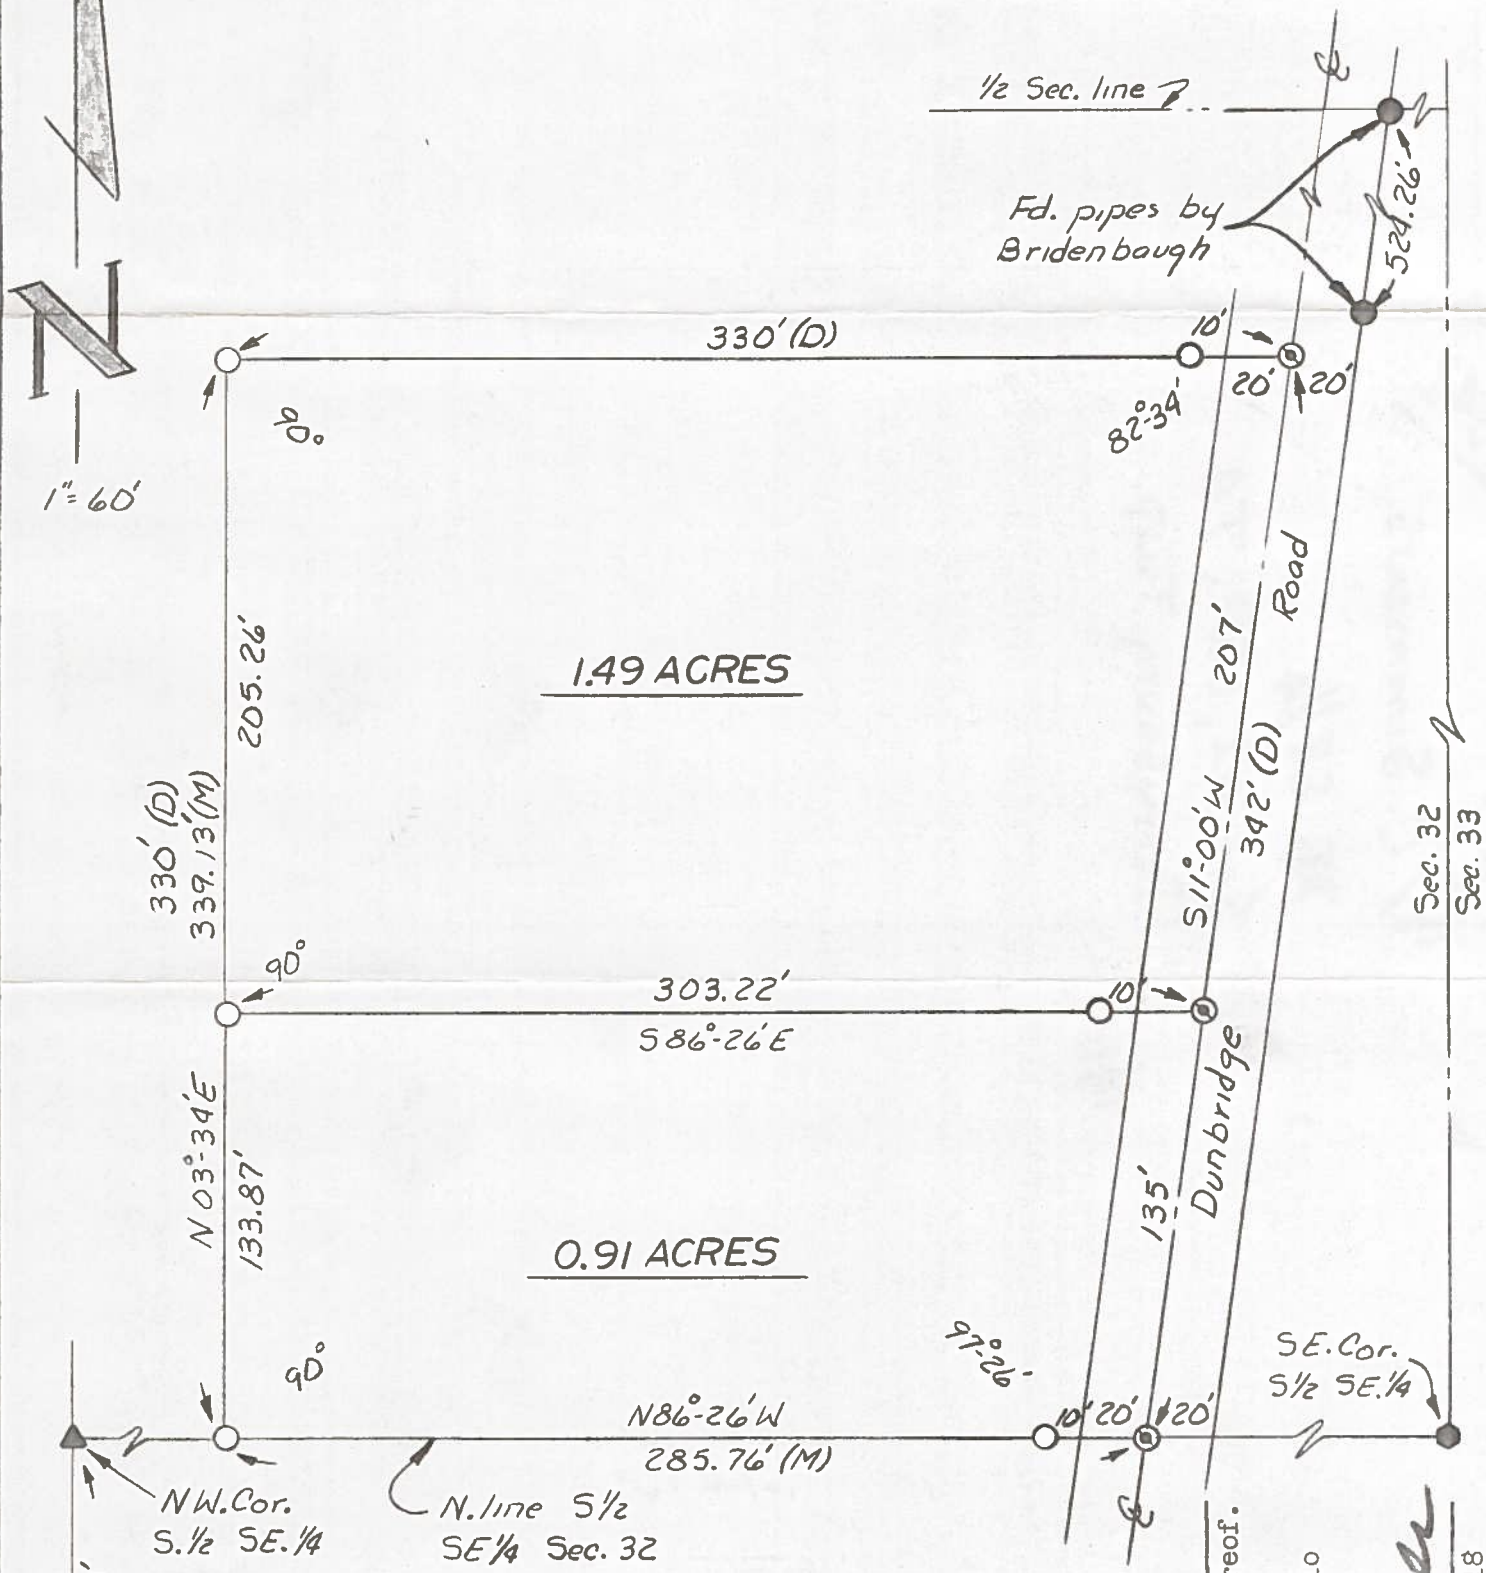 ½ Sec. line
℄
Fd. pipes by
Bridenbaugh
524.26'
N
1"=60'
330' (D)
10'
20'
20'
90°
82°-34'
205.26'
1.49 ACRES
207'
Road
S11°-00'W
342' (D)
330' (D)
339.13' (M)
Sec. 32
Sec. 33
90°
303.22'
10'
S86°-26'E
N03°-34'E
133.87'
135'
Dunbridge
0.91 ACRES
90°
97°-26'
SE. Cor.
S½ SE.¼
N86°-26'W
285.76' (M)
10'
20'
20'
NW. Cor.
S.½ SE.¼
N. line S½
SE¼ Sec. 32
℄
reof.